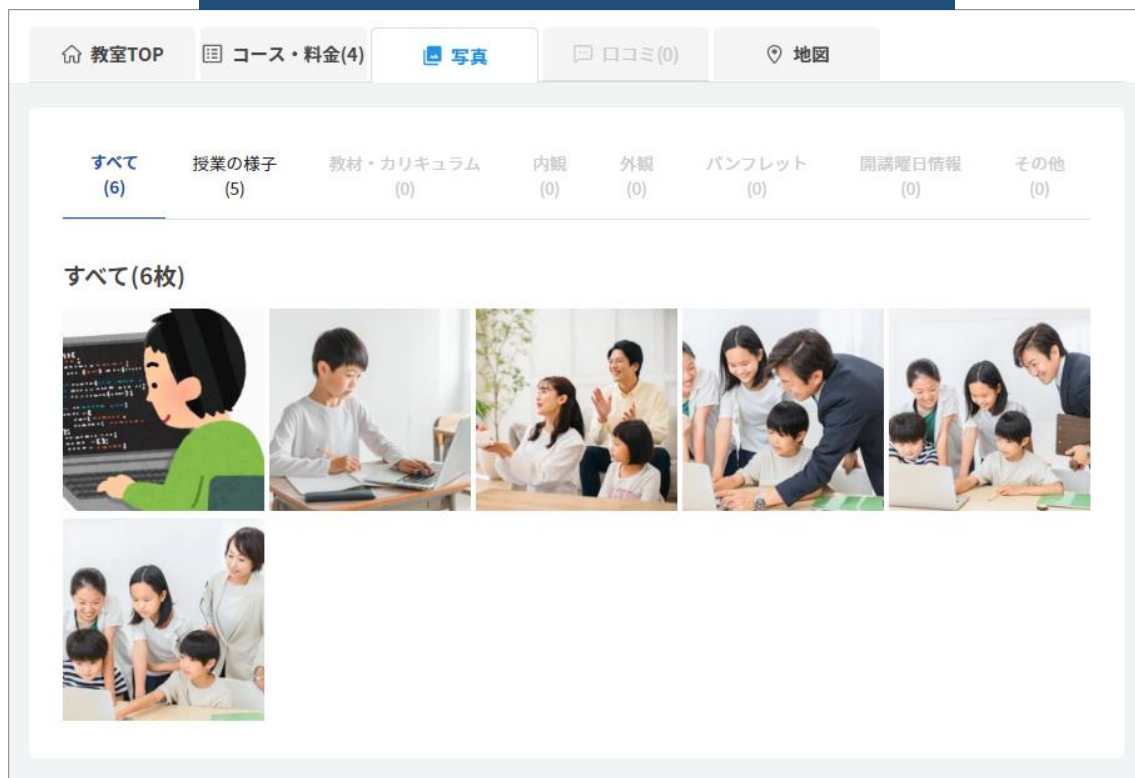 教室TOP
コース・料金(4)
写真
口コミ(0)
地図
すべて
(6)
授業の様子
(5)
教材・カリキュラム
(0)
内観
(0)
外観
(0)
パンフレット
(0)
開講曜日情報
(0)
その他
(0)
すべて(6枚)